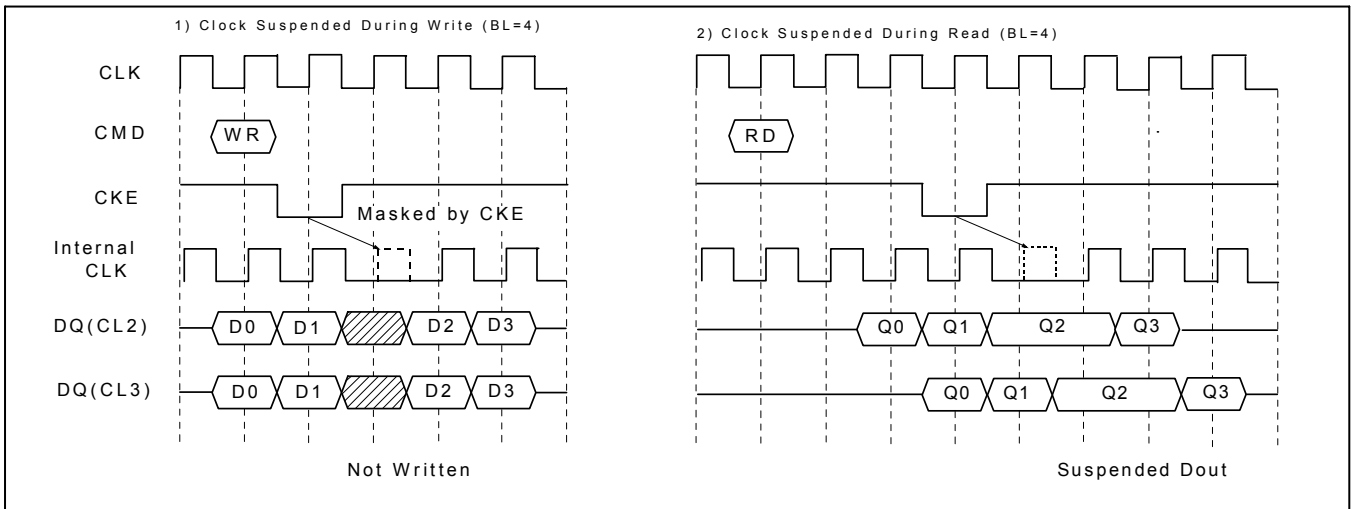 1) Clock Suspended During Write (BL=4)
2) Clock Suspended During Read (BL=4)
CLK
CMD
WR
RD
CKE
Masked by CKE
Internal
CLK
DQ(CL2)
D0 D1 D2 D3
Q0 Q1 Q2 Q3
DQ(CL3)
D0 D1 D2 D3
Q0 Q1 Q2 Q3
Not Written
Suspended Dout